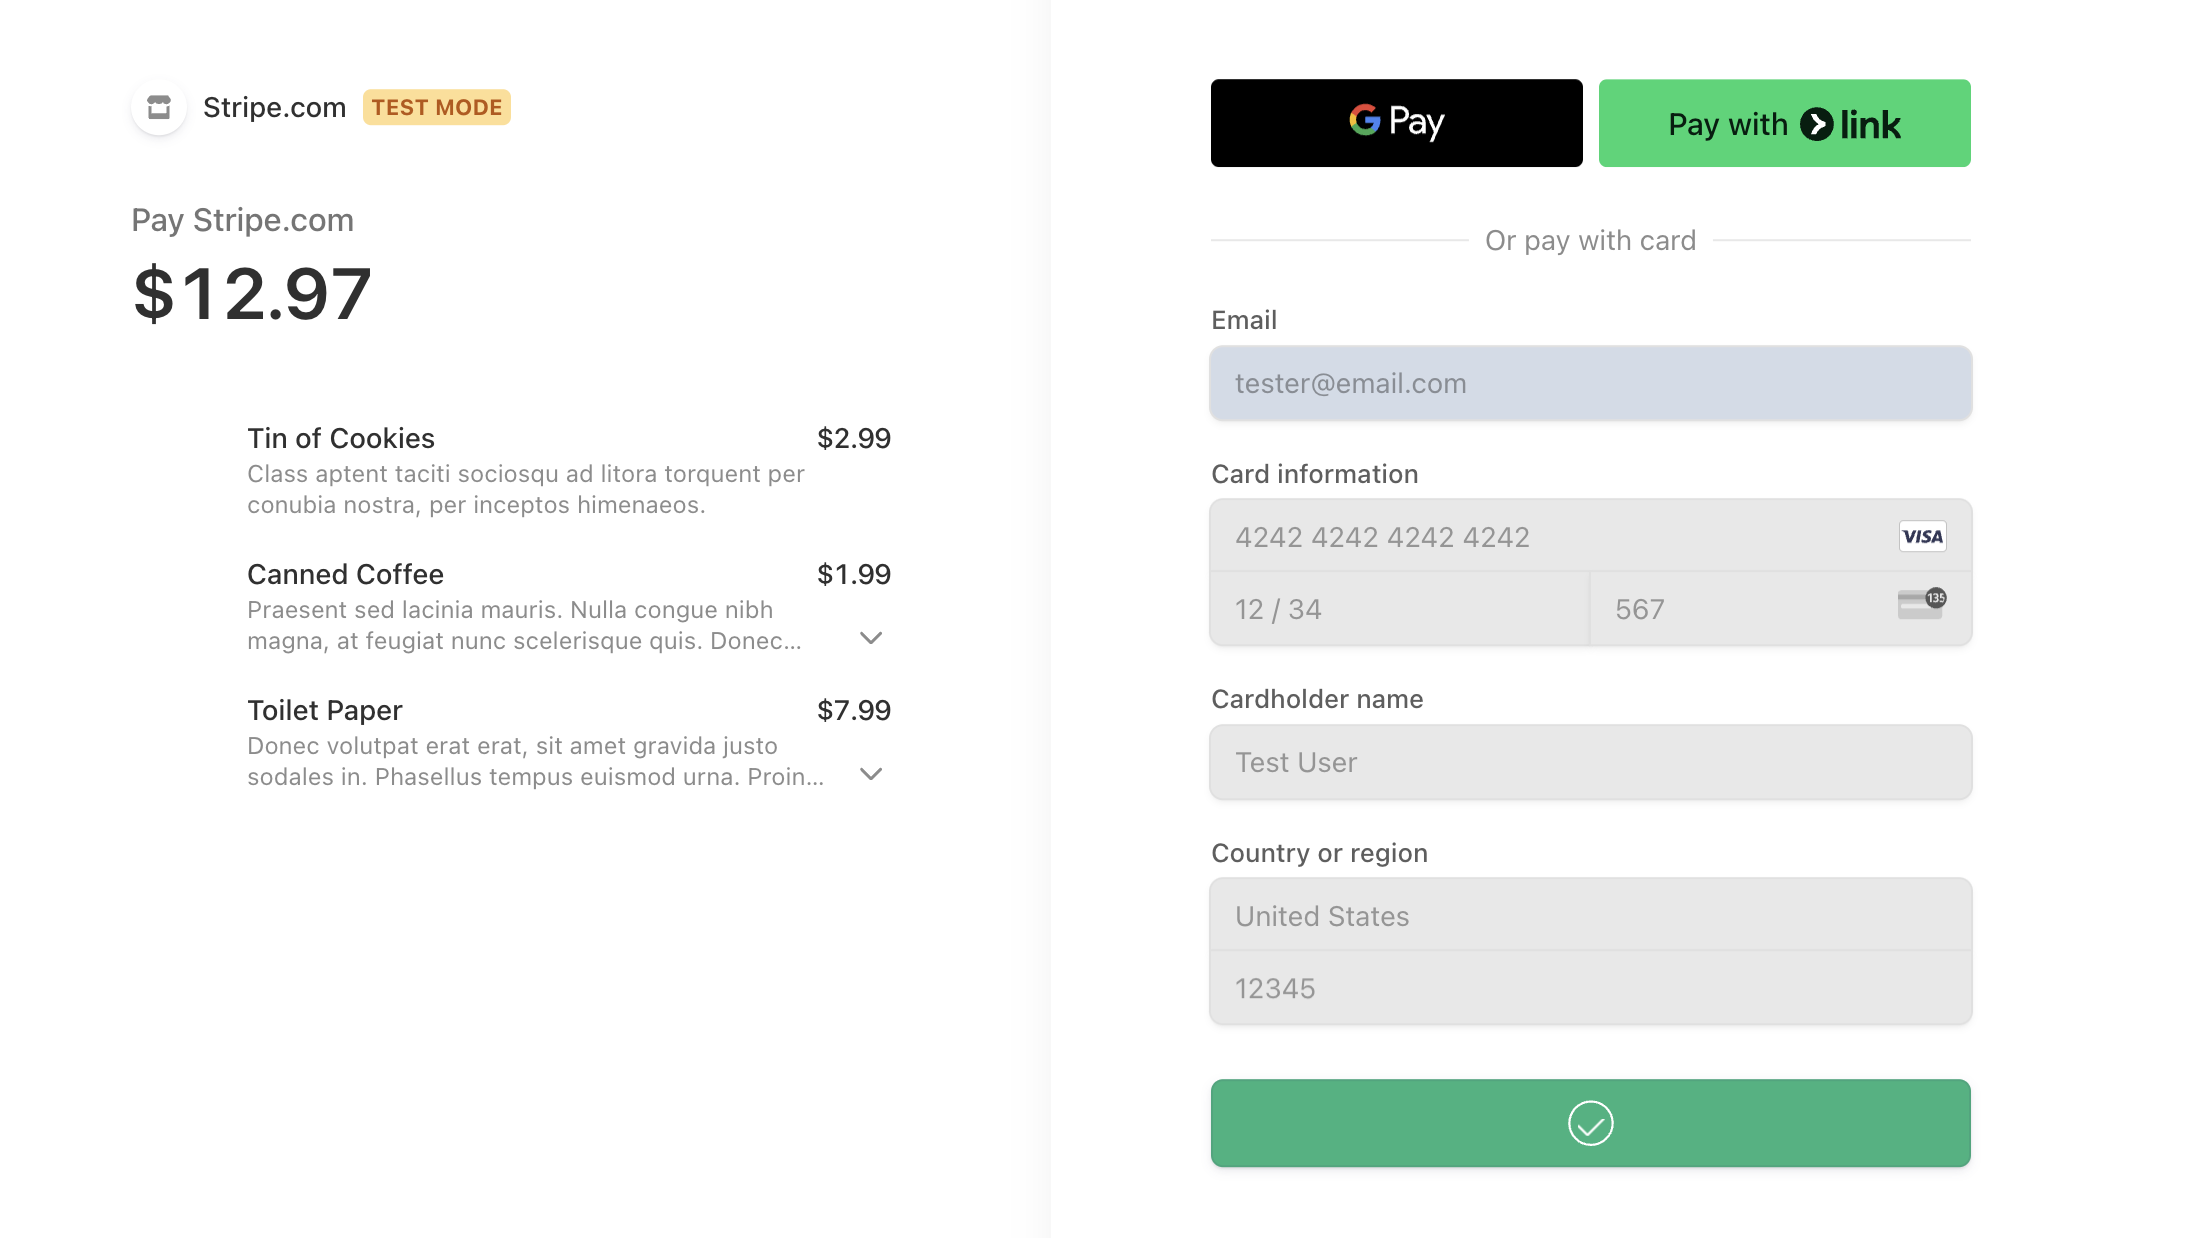 Stripe.com TEST MODE
Pay Stripe.com
$12.97
Tin of Cookies $2.99
Class aptent taciti sociosqu ad litora torquent per
conubia nostra, per inceptos himenaeos.
Canned Coffee $1.99
Praesent sed lacinia mauris. Nulla congue nibh
magna, at feugiat nunc scelerisque quis. Donec...
Toilet Paper $7.99
Donec volutpat erat erat, sit amet gravida justo
sodales in. Phasellus tempus euismod urna. Proin...
G Pay
Pay with link
Or pay with card
Email
tester@email.com
Card information
4242 4242 4242 4242 VISA
12 / 34
567 135
Cardholder name
Test User
Country or region
United States
12345